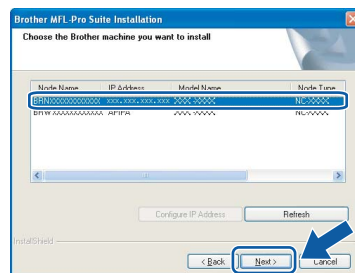 Brother MFL-Pro Suite Installation
Choose the Brother machine you want to install
Node Name IP Address Model Name Node Type
BRNXXXXXXXXXXXX xxx.xxx.xxx.xxx XXX-XXXX NC-XXXX
BRWXXXXXXXXXXXX APIPA XXX-XXXX NC-XXXX
Configure IP Address Refresh
InstallShield
< Back Next > Cancel